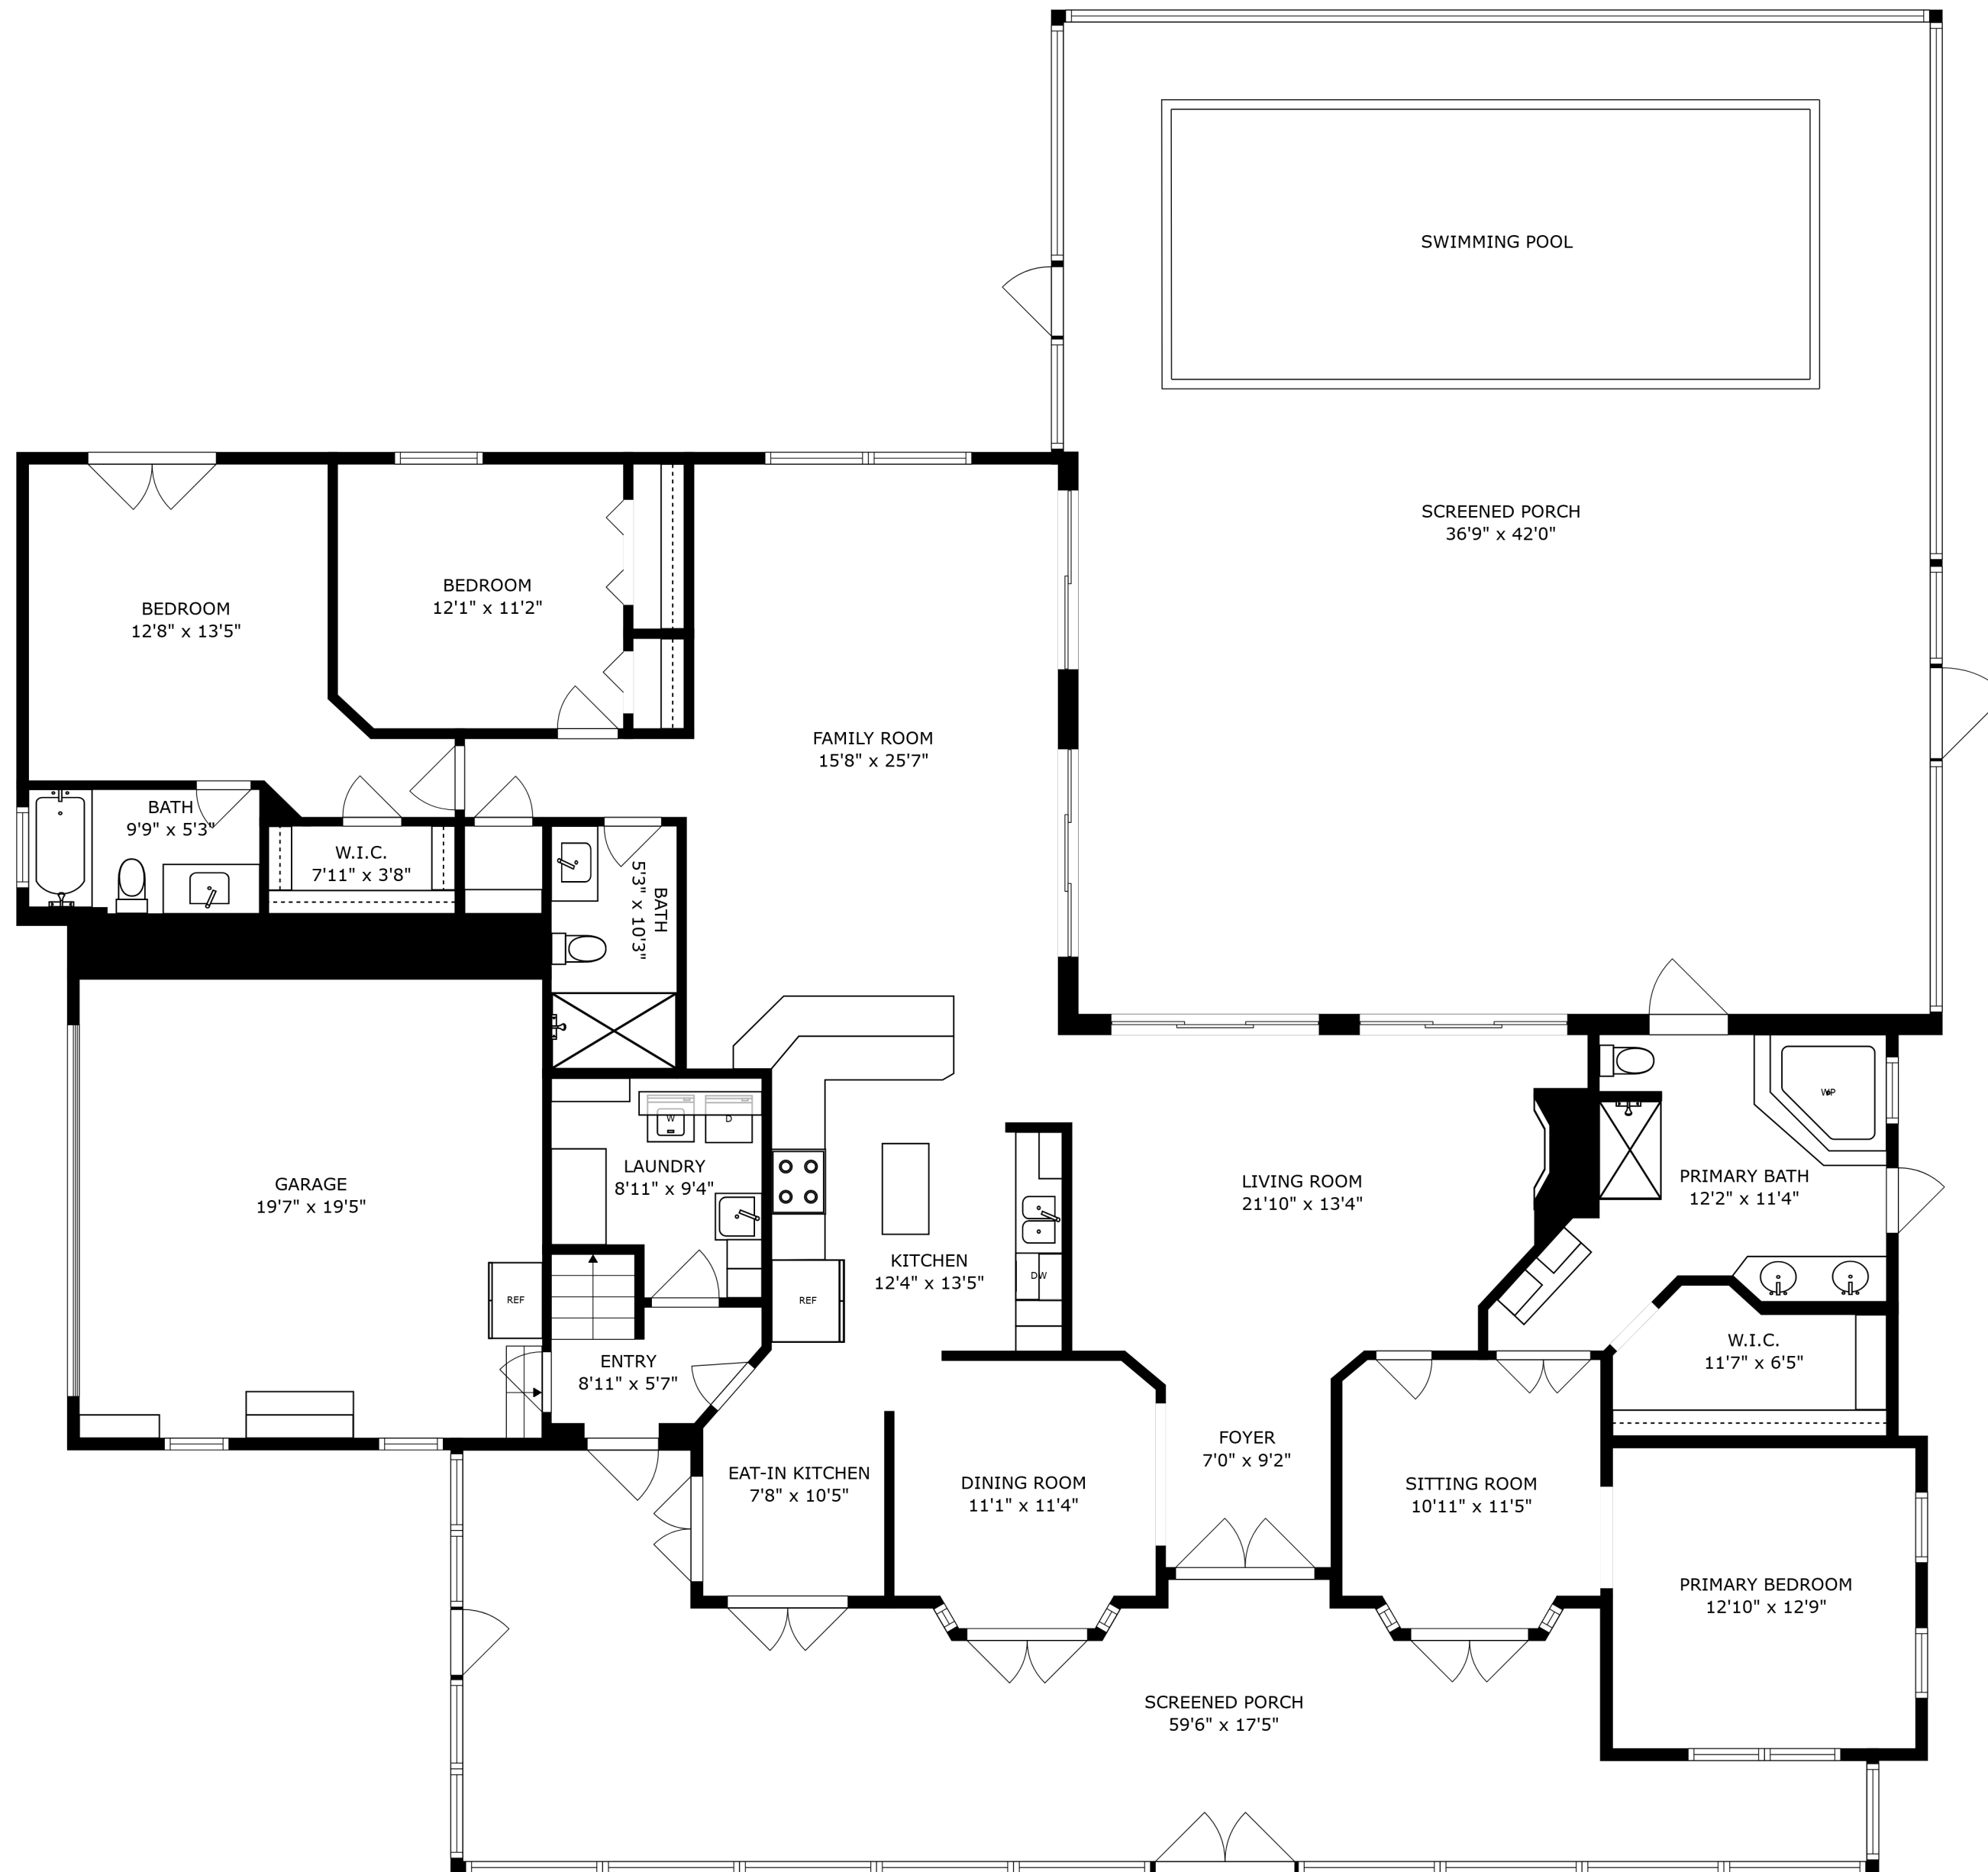 SWIMMING POOL
SCREENED PORCH
36'9" x 42'0"
BEDROOM
12'8" x 13'5"
BEDROOM
12'1" x 11'2"
FAMILY ROOM
15'8" x 25'7"
BATH
9'9" x 5'3"
W.I.C.
7'11" x 3'8"
BATH
5'3" x 10'3"
GARAGE
19'7" x 19'5"
REF
W
D
LAUNDRY
8'11" x 9'4"
ENTRY
8'11" x 5'7"
KITCHEN
12'4" x 13'5"
REF
DW
LIVING ROOM
21'10" x 13'4"
WP
PRIMARY BATH
12'2" x 11'4"
W.I.C.
11'7" x 6'5"
EAT-IN KITCHEN
7'8" x 10'5"
DINING ROOM
11'1" x 11'4"
FOYER
7'0" x 9'2"
SITTING ROOM
10'11" x 11'5"
PRIMARY BEDROOM
12'10" x 12'9"
SCREENED PORCH
59'6" x 17'5"